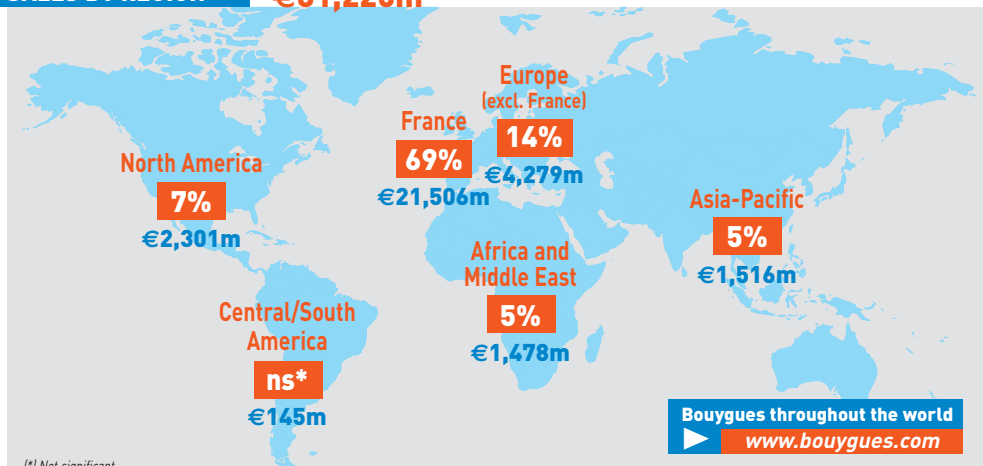 Europe
(excl. France)
14%
€4,279m
France
69%
€21,506m
North America
7%
€2,301m
Asia-Pacific
5%
€1,516m
Africa and
Middle East
5%
€1,478m
Central/South
America
ns*
€145m
Bouygues throughout the world
www.bouygues.com
(*) Not significant